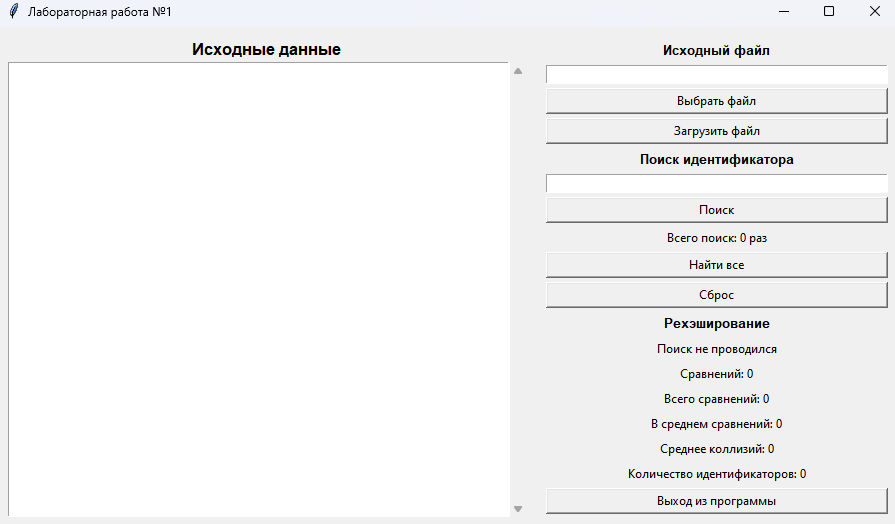 Лабораторная работа №1
Исходные данные
Исходный файл
Выбрать файл
Загрузить файл
Поиск идентификатора
Поиск
Всего поиск: 0 раз
Найти все
Сброс
Рехэширование
Поиск не проводился
Сравнений: 0
Всего сравнений: 0
В среднем сравнений: 0
Среднее коллизий: 0
Количество идентификаторов: 0
Выход из программы